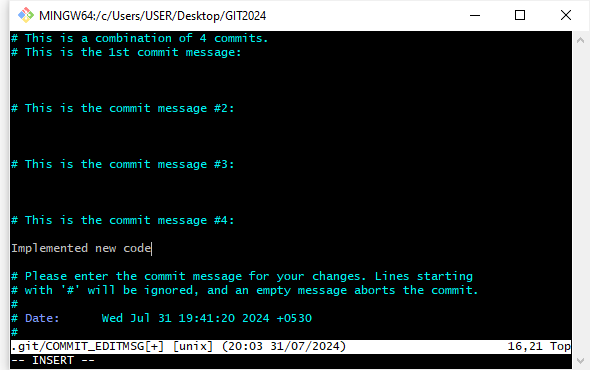 MINGW64:/c/Users/USER/Desktop/GIT2024
# This is a combination of 4 commits.
# This is the 1st commit message:
# This is the commit message #2:
# This is the commit message #3:
# This is the commit message #4:
Implemented new code
# Please enter the commit message for your changes. Lines starting
# with '#' will be ignored, and an empty message aborts the commit.
#
# Date:      Wed Jul 31 19:41:20 2024 +0530
#
.git/COMMIT_EDITMSG[+] [unix] (20:03 31/07/2024) 16,21 Top
-- INSERT --